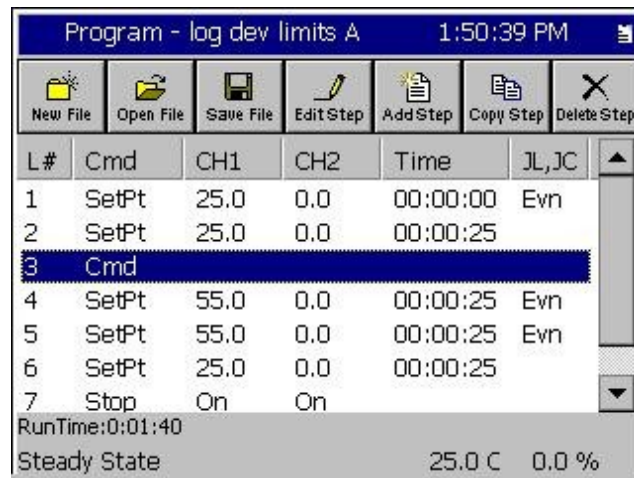 Program - log dev limits A 1:50:39 PM
New File Open File Save File Edit Step Add Step Copy Step Delete Step
L# Cmd CH1 CH2 Time JL,JC
1 SetPt 25.0 0.0 00:00:00 Evn
2 SetPt 25.0 0.0 00:00:25
3 Cmd
4 SetPt 55.0 0.0 00:00:25 Evn
5 SetPt 55.0 0.0 00:00:25 Evn
6 SetPt 25.0 0.0 00:00:25
7 Stop On On
RunTime:0:01:40
Steady State 25.0 C 0.0 %